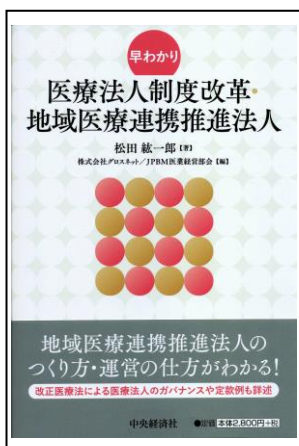 早わかり
医療法人制度改革・
地域医療連携推進法人
松田 紘一郎【著】
株式会社グロスネット/JPBM医業経営部会【編】
地域医療連携推進法人の
つくり方・運営の仕方がわかる!
改正医療法による医療法人のガバナンスや定款例も詳述
中央経済社 ●定価 本体2,800円+税